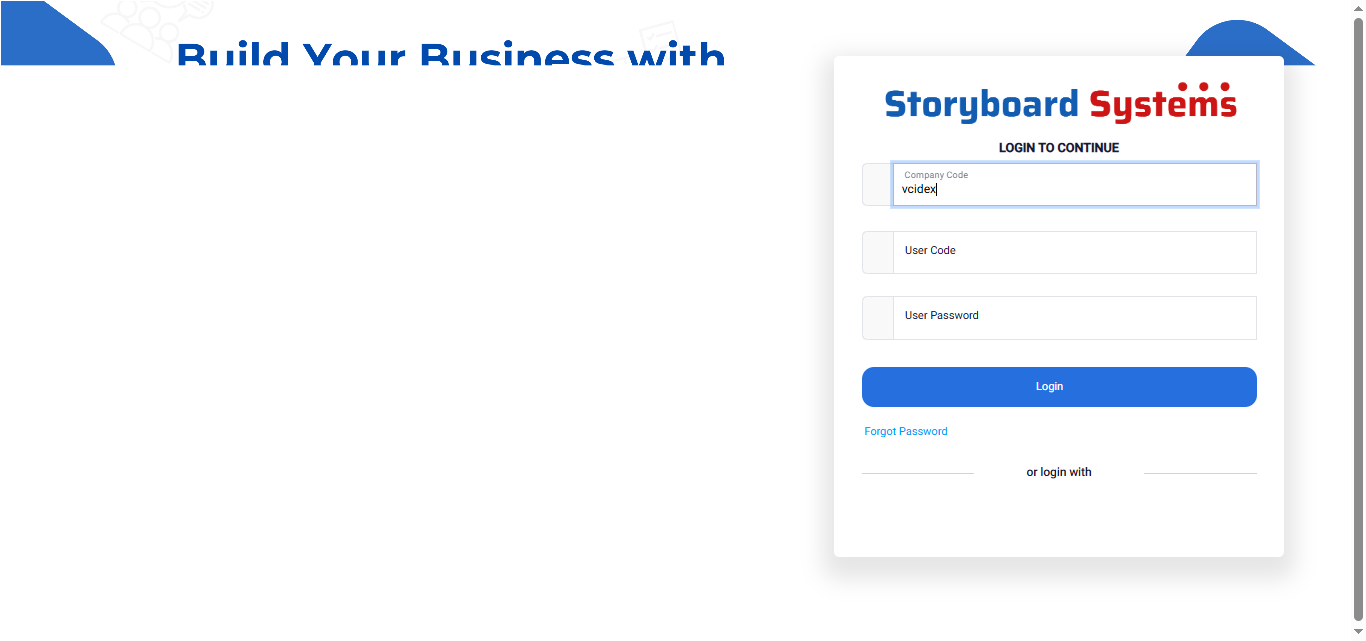 Build Your Business with
Storyboard Systems
LOGIN TO CONTINUE
Company Code
vcidex
User Code
User Password
Login
Forgot Password
or login with